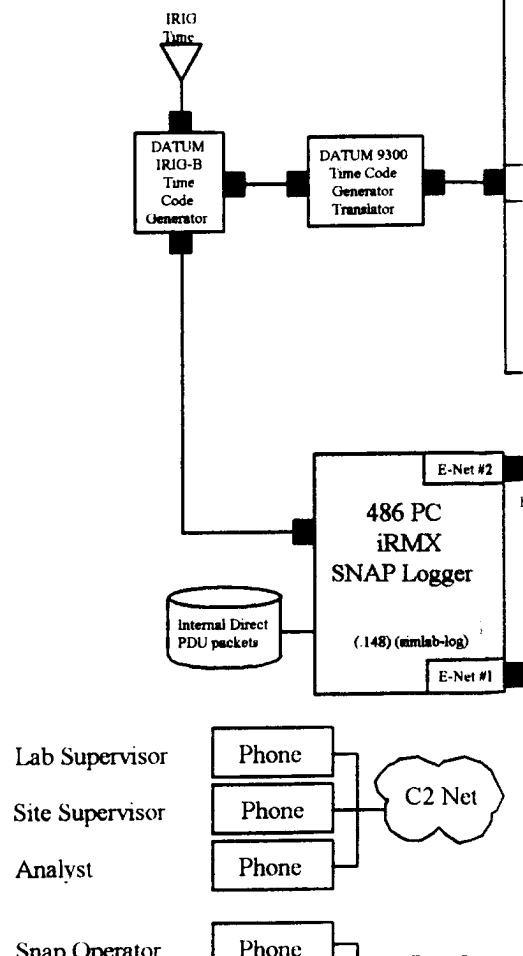 IRIG
Time
DATUM
IRIG-B
Time
Code
Generator
DATUM 9300
Time Code
Generator
Translator
E-Net #2
486 PC
iRMX
SNAP Logger
Internal Direct
PDU packets
(.148) (simlab-log)
E-Net #1
Lab Supervisor
Phone
Site Supervisor
Phone
C2 Net
Analyst
Phone
Snap Operator
Phone